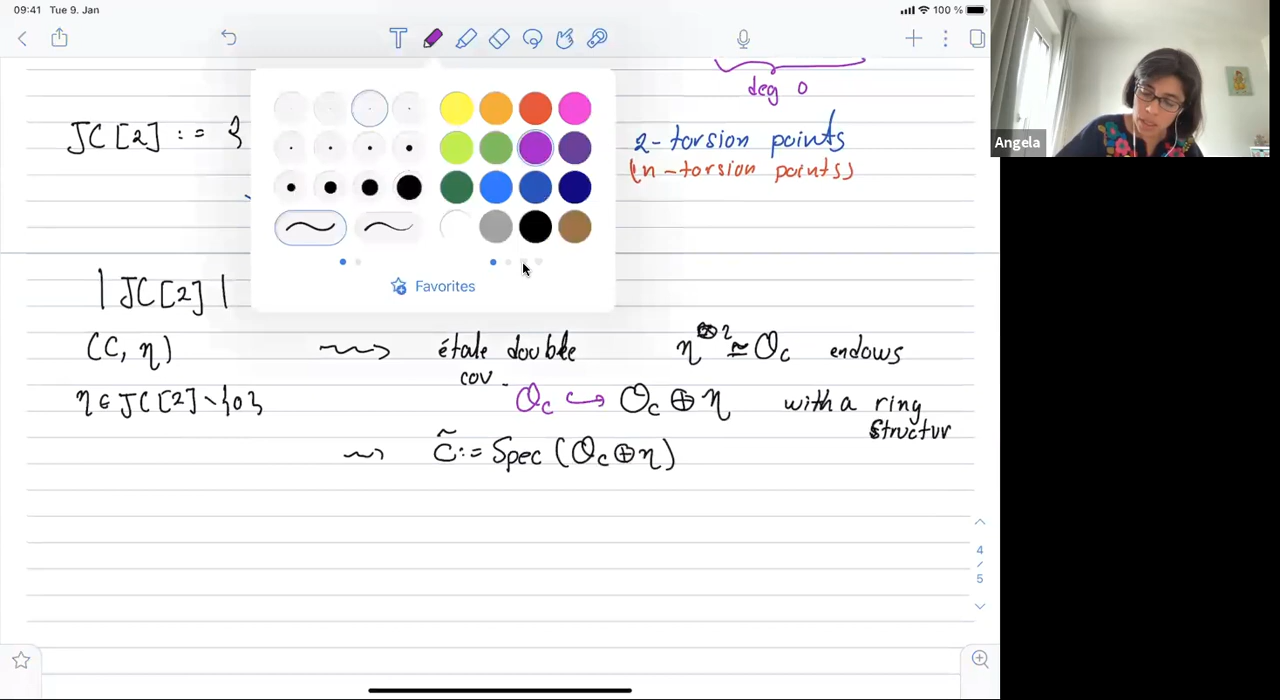 09:41 Tue 9. Jan 100 %
deg 0
JC[2] := {
2-torsion points
(n-torsion points)
Favorites
Angela
|JC[2]|
(C, η) ⇝ étale double cov. η^⊗2 ≃ O_C endows
η ∈ JC[2] \ {0} O_C ↪ O_C ⊕ η with a ring
structur
⇝ C̃ := Spec (O_C ⊕ η)
4
/
5